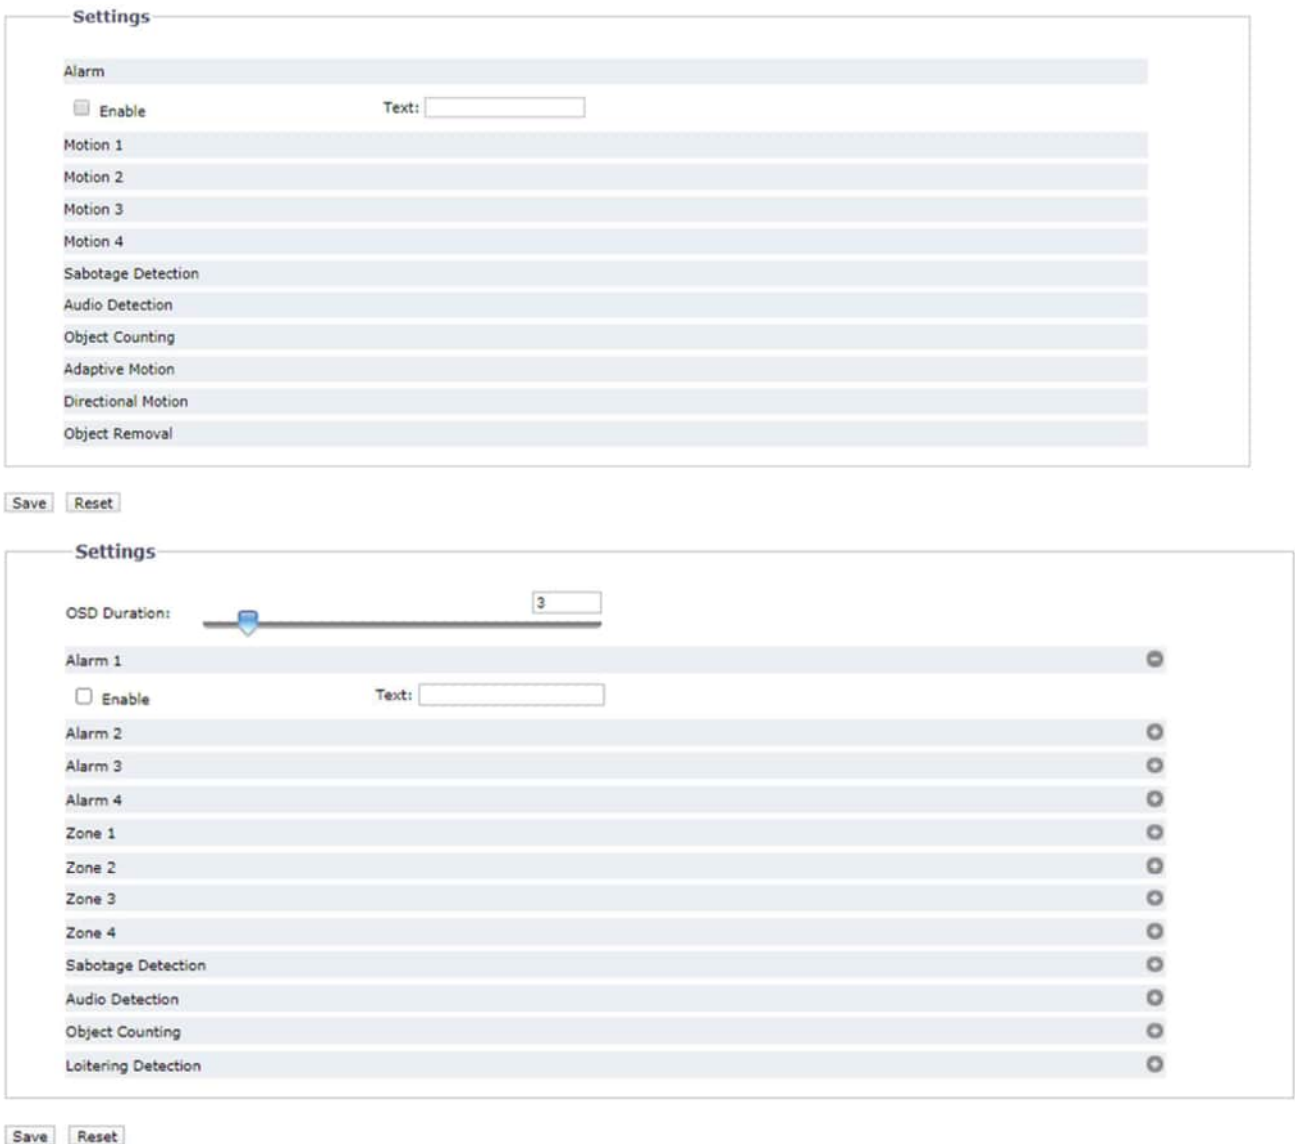 Settings
Alarm
Enable Text:
Motion 1
Motion 2
Motion 3
Motion 4
Sabotage Detection
Audio Detection
Object Counting
Adaptive Motion
Directional Motion
Object Removal
Save Reset
Settings
OSD Duration: 3
Alarm 1
Enable Text:
Alarm 2
Alarm 3
Alarm 4
Zone 1
Zone 2
Zone 3
Zone 4
Sabotage Detection
Audio Detection
Object Counting
Loitering Detection
Save Reset